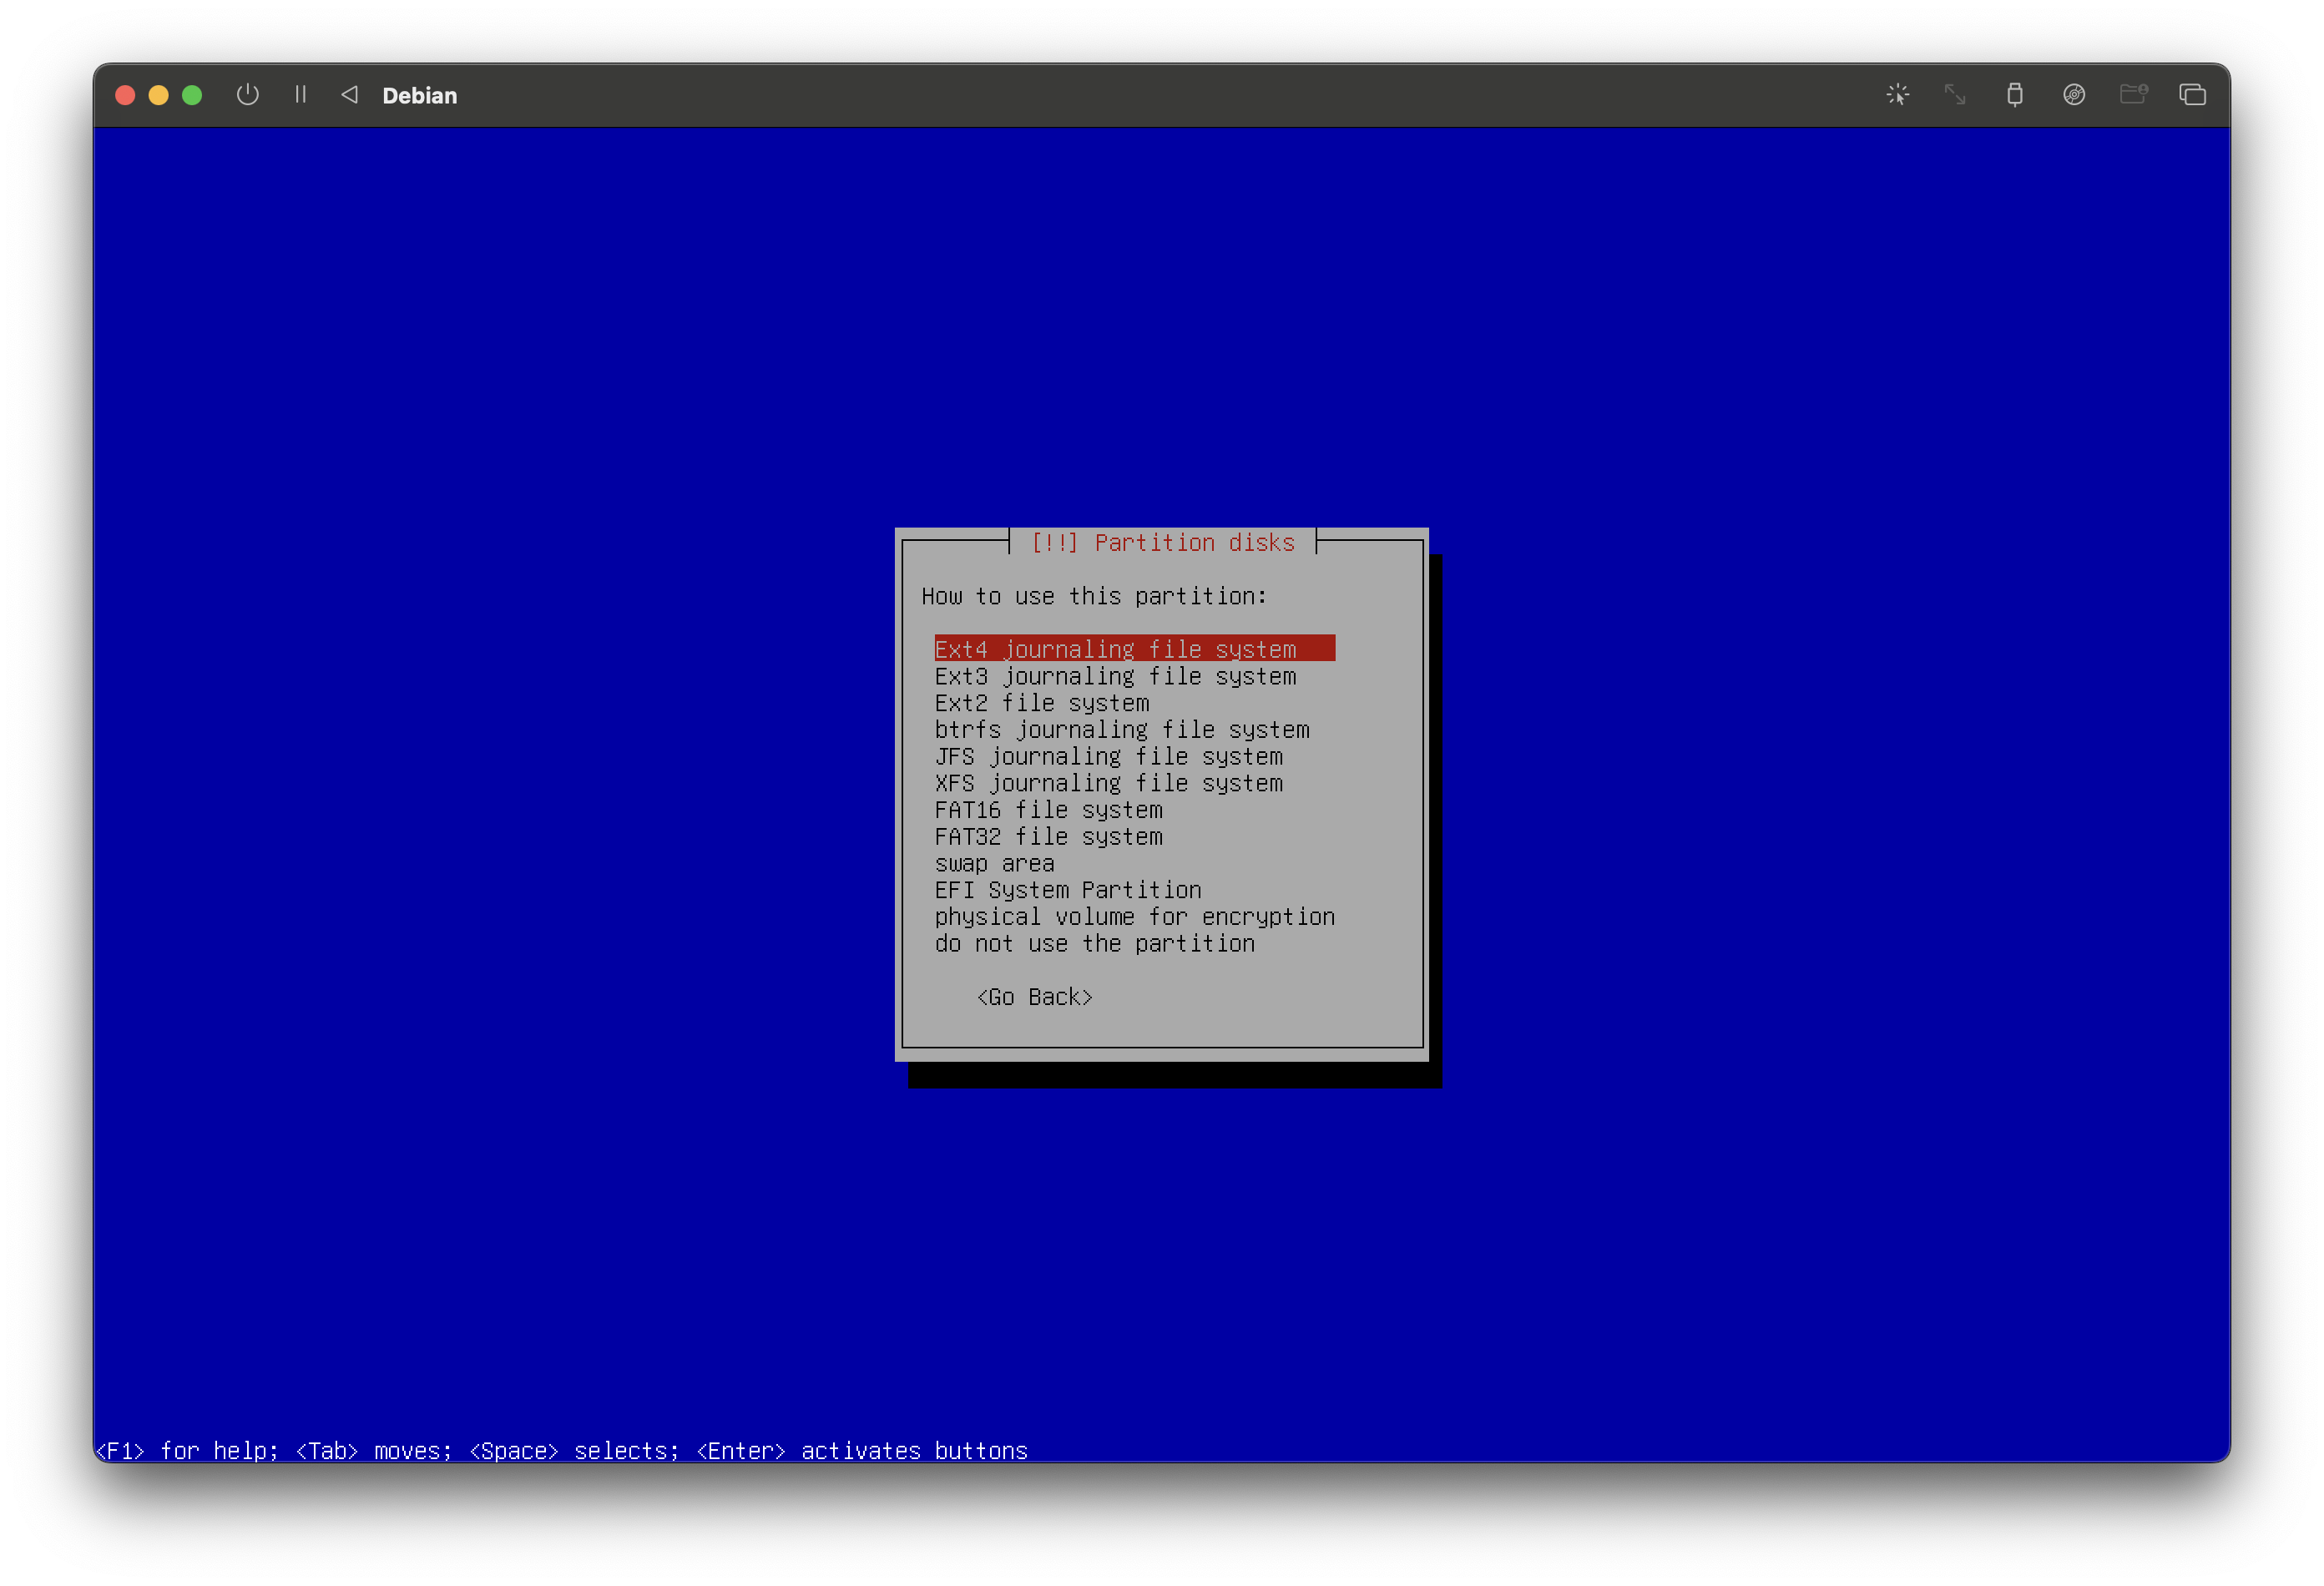 Debian
[!!] Partition disks
How to use this partition:
Ext4 journaling file system
Ext3 journaling file system
Ext2 file system
btrfs journaling file system
JFS journaling file system
XFS journaling file system
FAT16 file system
FAT32 file system
swap area
EFI System Partition
physical volume for encryption
do not use the partition
<Go Back>
<F1> for help; <Tab> moves; <Space> selects; <Enter> activates buttons